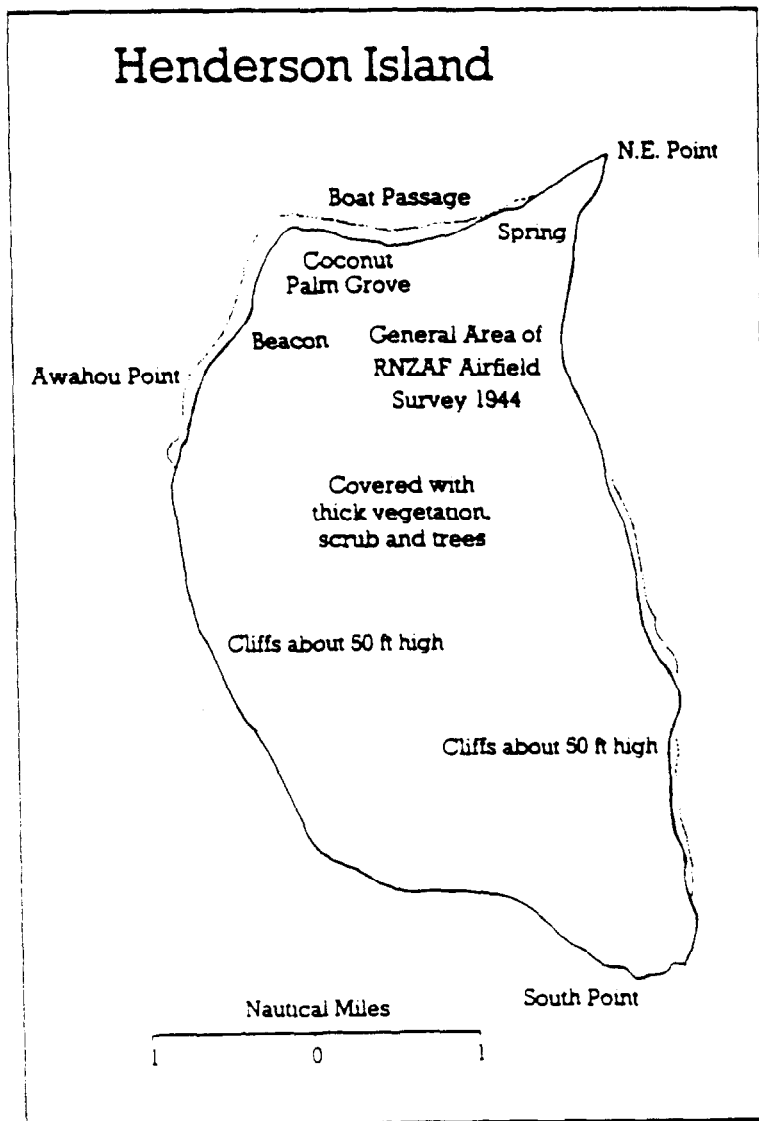 Henderson Island
N.E. Point
Boat Passage
Spring
Coconut
Palm Grove
Beacon
General Area of
RNZAF Airfield
Survey 1944
Awahou Point
Covered with
thick vegetation,
scrub and trees
Cliffs about 50 ft high
Cliffs about 50 ft high
South Point
Nautical Miles
1 0 1